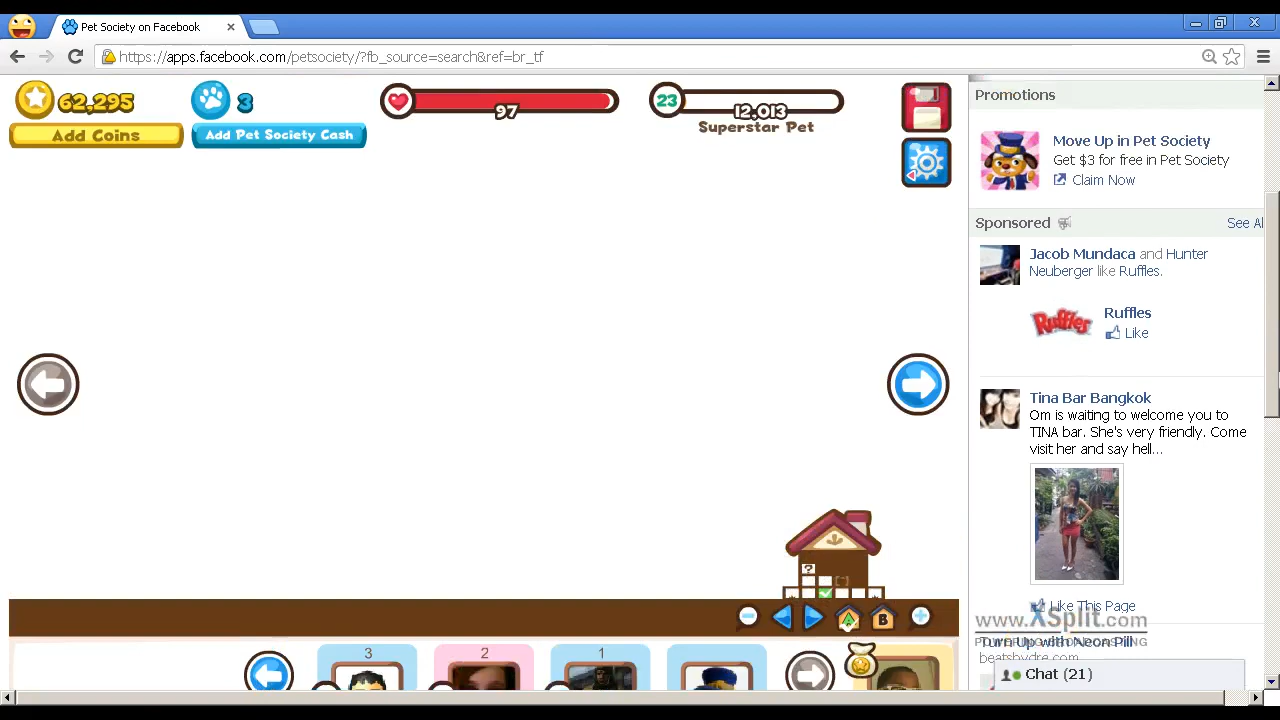 Pet Society on Facebook
https://apps.facebook.com/petsociety/?fb_source=search&ref=br_tf
62,295
3
97
23
12,013
Superstar Pet
Add Coins
Add Pet Society Cash
Promotions
Move Up in Pet Society
Get $3 for free in Pet Society
Claim Now
Sponsored
See Al
Jacob Mundaca and Hunter
Neuberger like Ruffles.
Ruffles
Ruffles
Like
Tina Bar Bangkok
Om is waiting to welcome you to
TINA bar. She's very friendly. Come
visit her and say hell...
Like This Page
www.XSplit.com
Turn Up with Neon Pill
beatsbydre.com
Chat (21)
?
A
B
3
2
1